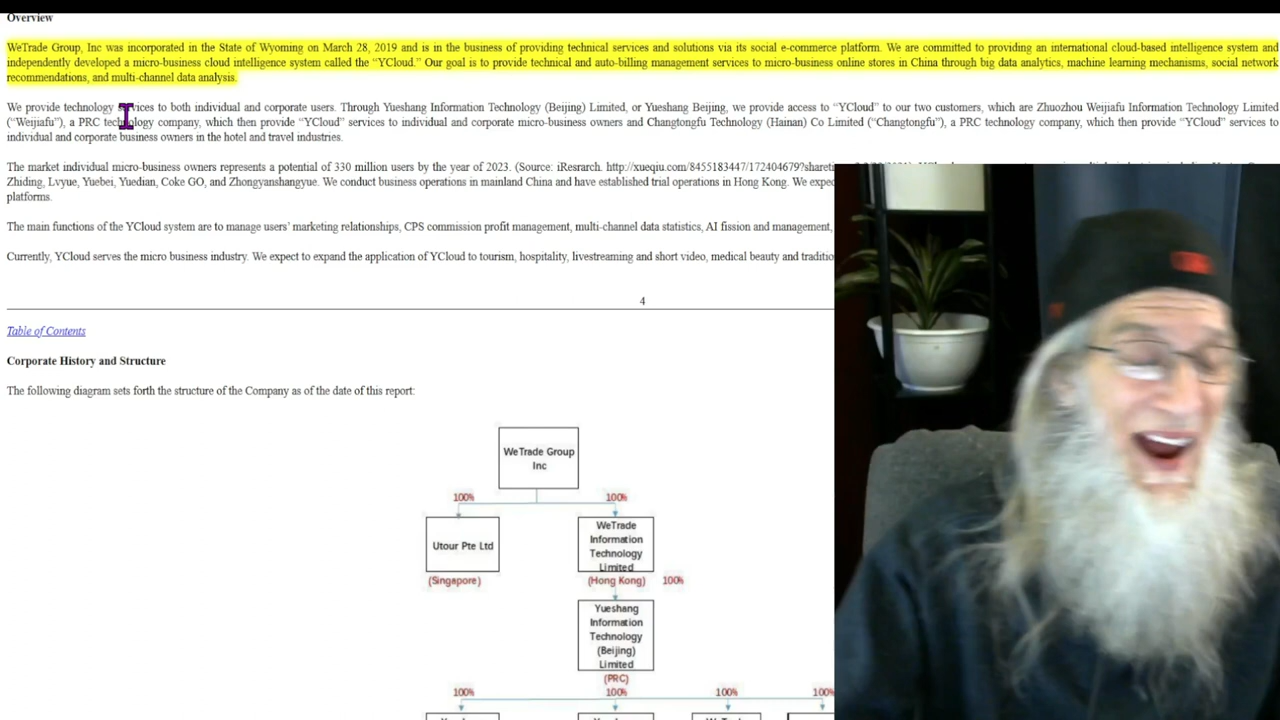 Overview
WeTrade Group, Inc was incorporated in the State of Wyoming on March 28, 2019 and is in the business of providing technical services and solutions via its social e-commerce platform. We are committed to providing an international cloud-based intelligence system and
independently developed a micro-business cloud intelligence system called the “YCloud.” Our goal is to provide technical and auto-billing management services to micro-business online stores in China through big data analytics, machine learning mechanisms, social network
recommendations, and multi-channel data analysis.
We provide technology services to both individual and corporate users. Through Yueshang Information Technology (Beijing) Limited, or Yueshang Beijing, we provide access to “YCloud” to our two customers, which are Zhuozhou Weijiafu Information Technology Limited
(“Weijiafu”), a PRC technology company, which then provide “YCloud” services to individual and corporate micro-business owners and Changtongfu Technology (Hainan) Co Limited (“Changtongfu”), a PRC technology company, which then provide “YCloud” services to
individual and corporate business owners in the hotel and travel industries.
The market individual micro-business owners represents a potential of 330 million users by the year of 2023. (Source: iResrarch. http://xueqiu.com/8455183447/172404679?shareti
Zhiding, Lvyue, Yuebei, Yuedian, Coke GO, and Zhongyanshangyue. We conduct business operations in mainland China and have established trial operations in Hong Kong. We expec
platforms.
The main functions of the YCloud system are to manage users’ marketing relationships, CPS commission profit management, multi-channel data statistics, AI fission and management,
Currently, YCloud serves the micro business industry. We expect to expand the application of YCloud to tourism, hospitality, livestreaming and short video, medical beauty and traditio
4
Table of Contents
Corporate History and Structure
The following diagram sets forth the structure of the Company as of the date of this report:
WeTrade Group
Inc
100% 100%
Utour Pte Ltd
(Singapore)
WeTrade
Information
Technology
Limited
(Hong Kong) 100%
Yueshang
Information
Technology
(Beijing)
Limited
(PRC)
100% 100% 100% 100%